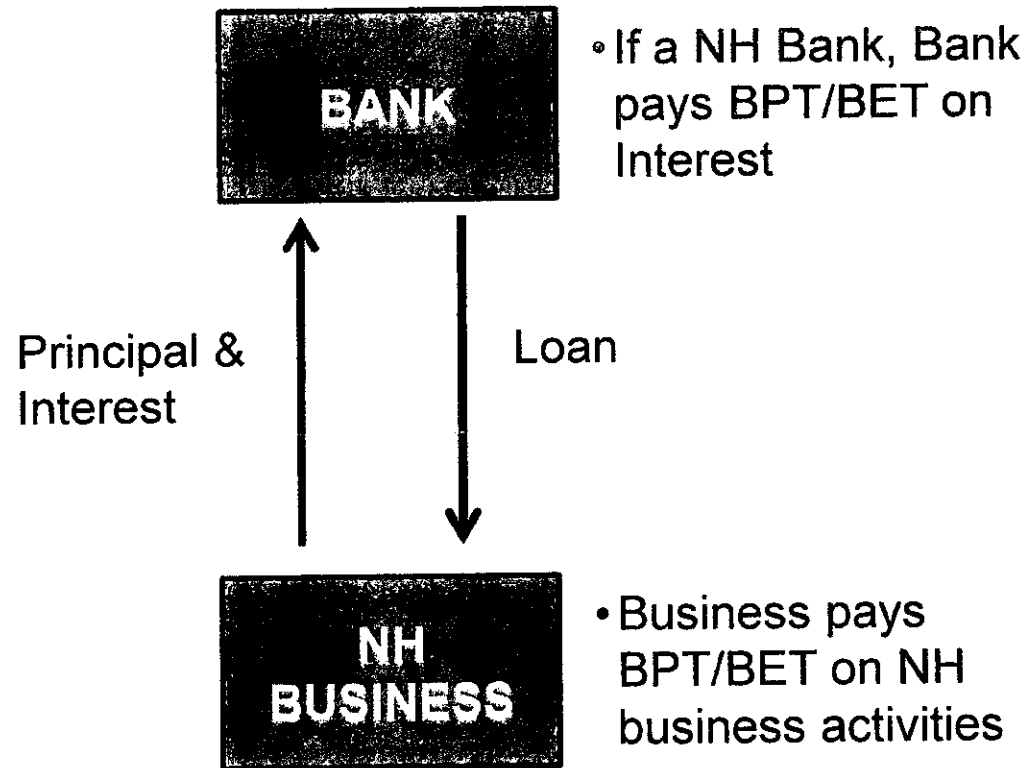 BANK
• If a NH Bank, Bank
pays BPT/BET on
Interest
Principal &
Interest
Loan
NH
BUSINESS
• Business pays
BPT/BET on NH
business activities